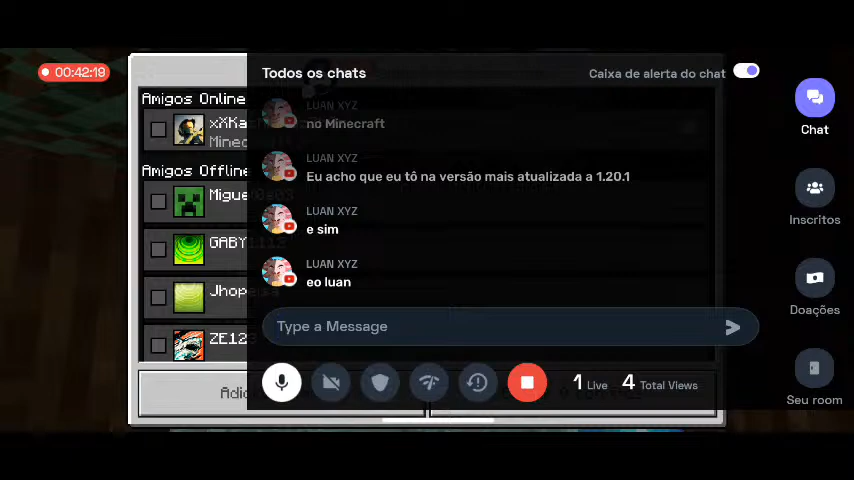 00:42:19
Todos os chats
Caixa de alerta do chat
Amigos Online
LUAN XYZ
no Minecraft
Chat
LUAN XYZ
Eu acho que eu tô na versão mais atualizada a 1.20.1
Amigos Offline
Inscritos
LUAN XYZ
e sim
GABY1113
LUAN XYZ
eo luan
Doações
Type a Message
1 Live 4 Total Views
Seu room